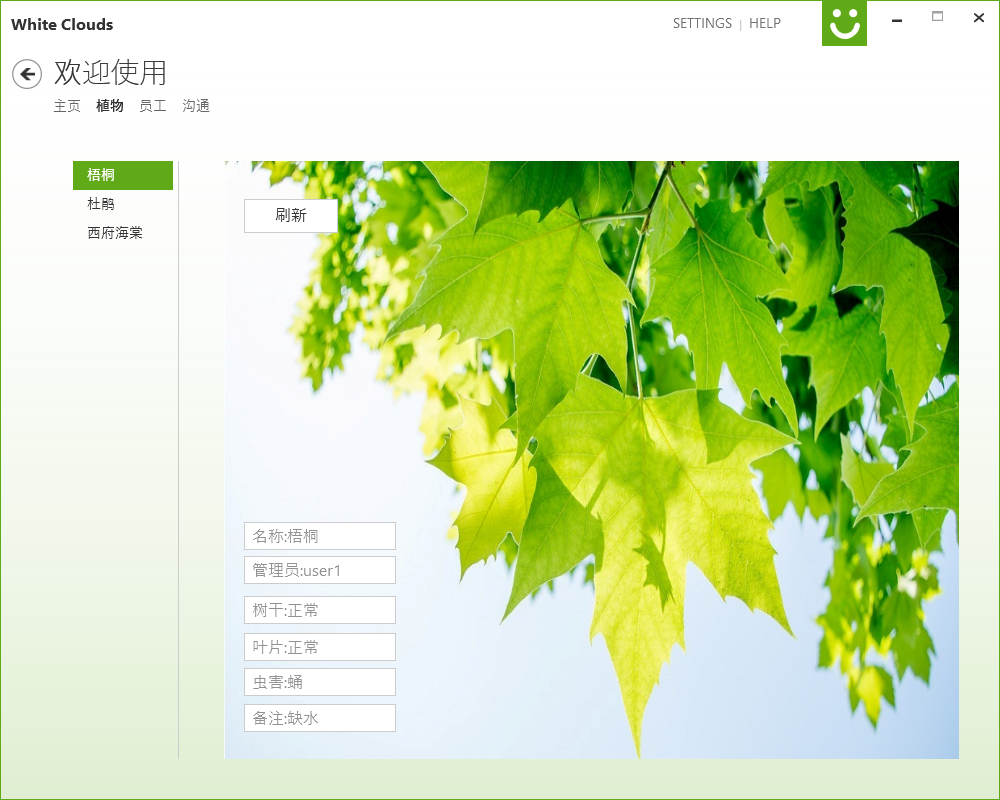 White Clouds
SETTINGS | HELP
欢迎使用
主页 植物 员工 沟通
梧桐
杜鹃
西府海棠
刷新
名称:梧桐
管理员:user1
树干:正常
叶片:正常
虫害:蛹
备注:缺水